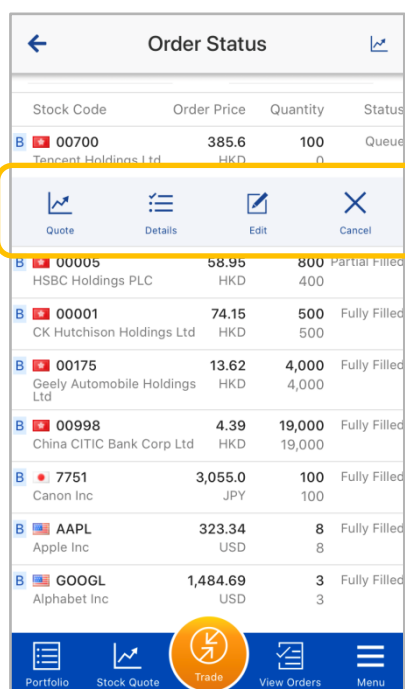 Order Status
Stock Code Order Price Quantity Status
B 00700 385.6 100 Queue
Tencent Holdings Ltd HKD 0
Quote Details Edit Cancel
B 00005 58.95 800 Partial Filled
HSBC Holdings PLC HKD 400
B 00001 74.15 500 Fully Filled
CK Hutchison Holdings Ltd HKD 500
B 00175 13.62 4,000 Fully Filled
Geely Automobile Holdings HKD 4,000
Ltd
B 00998 4.39 19,000 Fully Filled
China CITIC Bank Corp Ltd HKD 19,000
B 7751 3,055.0 100 Fully Filled
Canon Inc JPY 100
B AAPL 323.34 8 Fully Filled
Apple Inc USD 8
B GOOGL 1,484.69 3 Fully Filled
Alphabet Inc USD 3
Portfolio Stock Quote Trade View Orders Menu